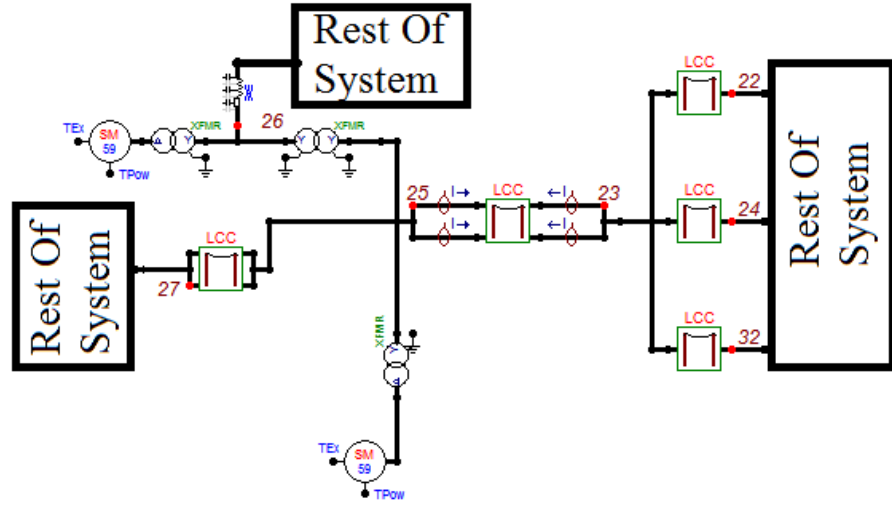 Rest Of
System
XFMR
26
XFMR
TEx
SM
59
Y
Y
Y
TPow
LCC
22
25
I
LCC
I
23
I
I
LCC
24
Rest Of
System
LCC
27
Rest Of
System
XFMR
Y
LCC
32
TEx
SM
59
TPow